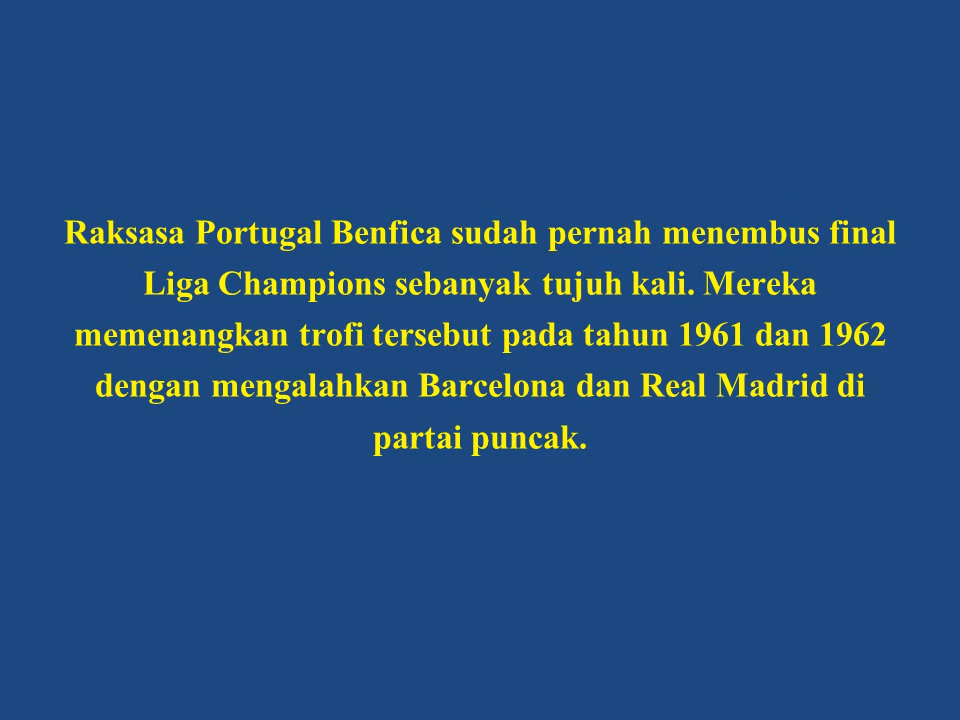 Raksasa Portugal Benfica sudah pernah menembus final
Liga Champions sebanyak tujuh kali. Mereka
memenangkan trofi tersebut pada tahun 1961 dan 1962
dengan mengalahkan Barcelona dan Real Madrid di
partai puncak.